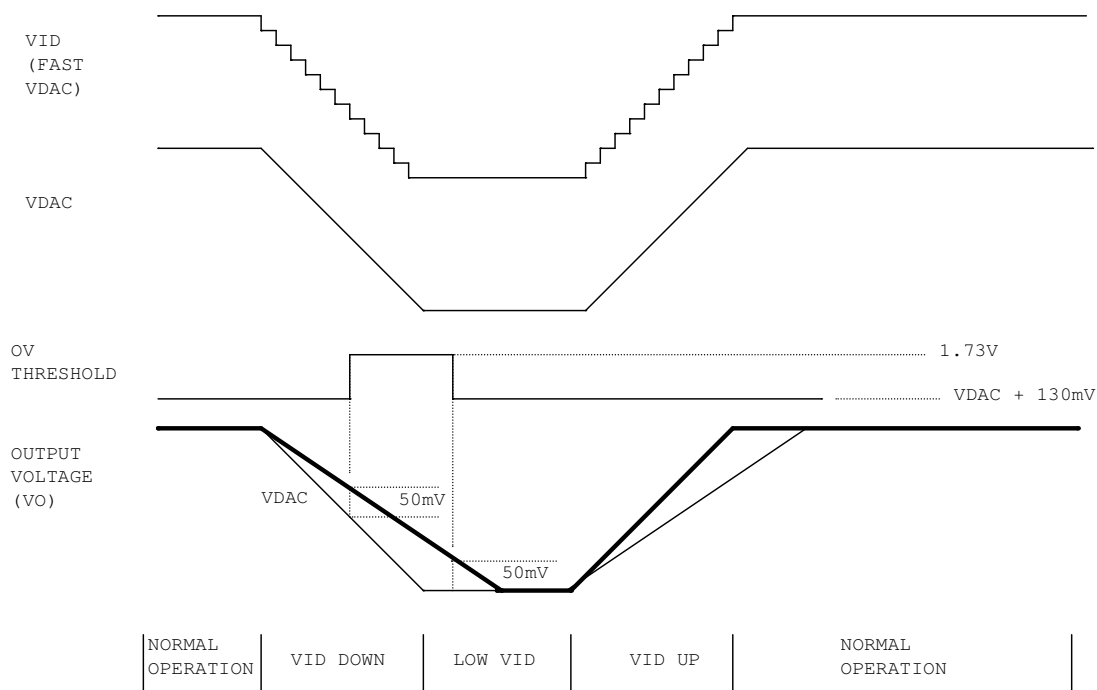 VID
(FAST
VDAC)
VDAC
OV
THRESHOLD
1.73V
VDAC + 130mV
OUTPUT
VOLTAGE
(VO)
VDAC
50mV
50mV
NORMAL
OPERATION
VID DOWN
LOW VID
VID UP
NORMAL
OPERATION